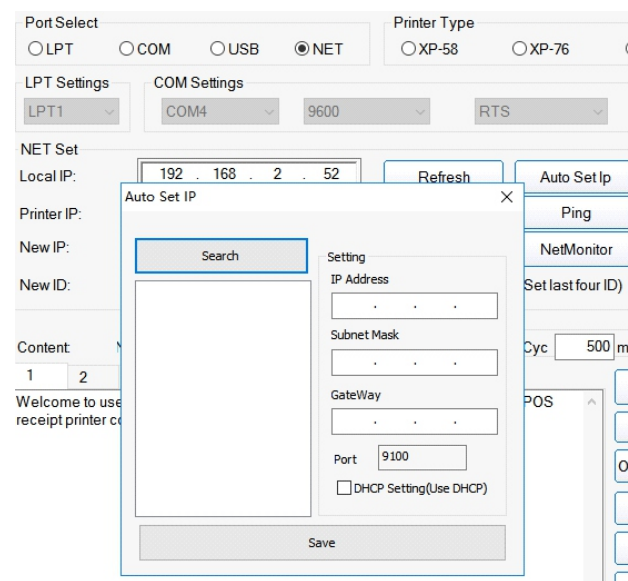 Port Select
Printer Type
LPT COM USB NET
XP-58 XP-76
LPT Settings
COM Settings
LPT1 COM4 9600 RTS
NET Set
Local IP: 192 . 168 . 2 . 52 Refresh Auto Set Ip
Auto Set IP
Printer IP: Ping
New IP: NetMonitor
New ID: Set last four ID)
Search
Setting
IP Address
. . .
Subnet Mask
. . .
GateWay
. . .
Port 9100
DHCP Setting(Use DHCP)
Save
Content: Cyc 500 m
1 2
Welcome to use POS
receipt printer